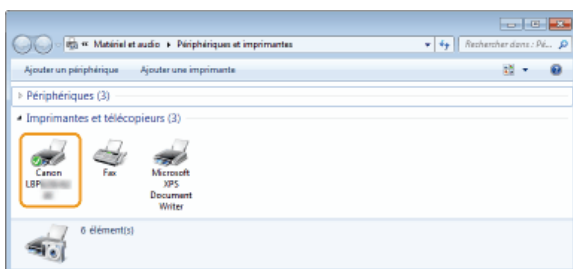 Matériel et audio Périphériques et imprimantes
Rechercher dans : Pé...
Ajouter un périphérique Ajouter une imprimante
Périphériques (3)
Imprimantes et télécopieurs (3)
Canon
LBP
Fax
Microsoft
XPS
Document
Writer
6 élément(s)